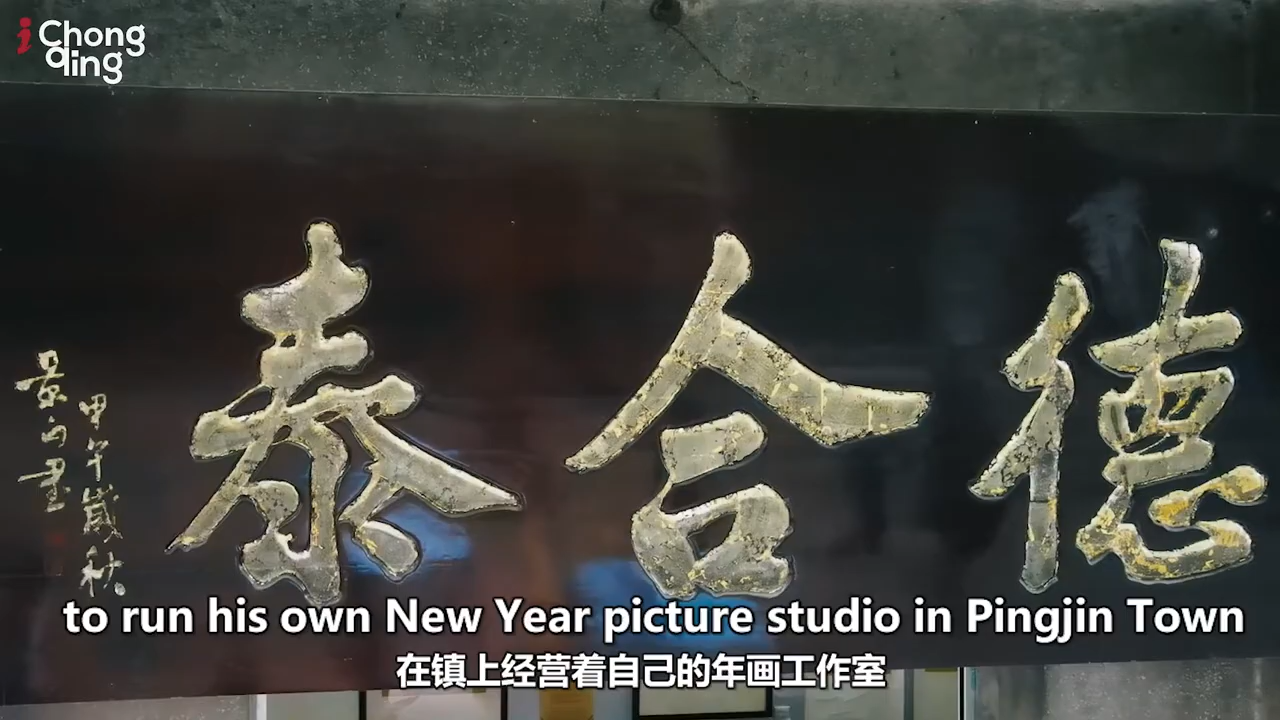 iChong
qing
德合泰
甲午歲秋
to run his own New Year picture studio in Pingjin Town
在镇上经营着自己的年画工作室